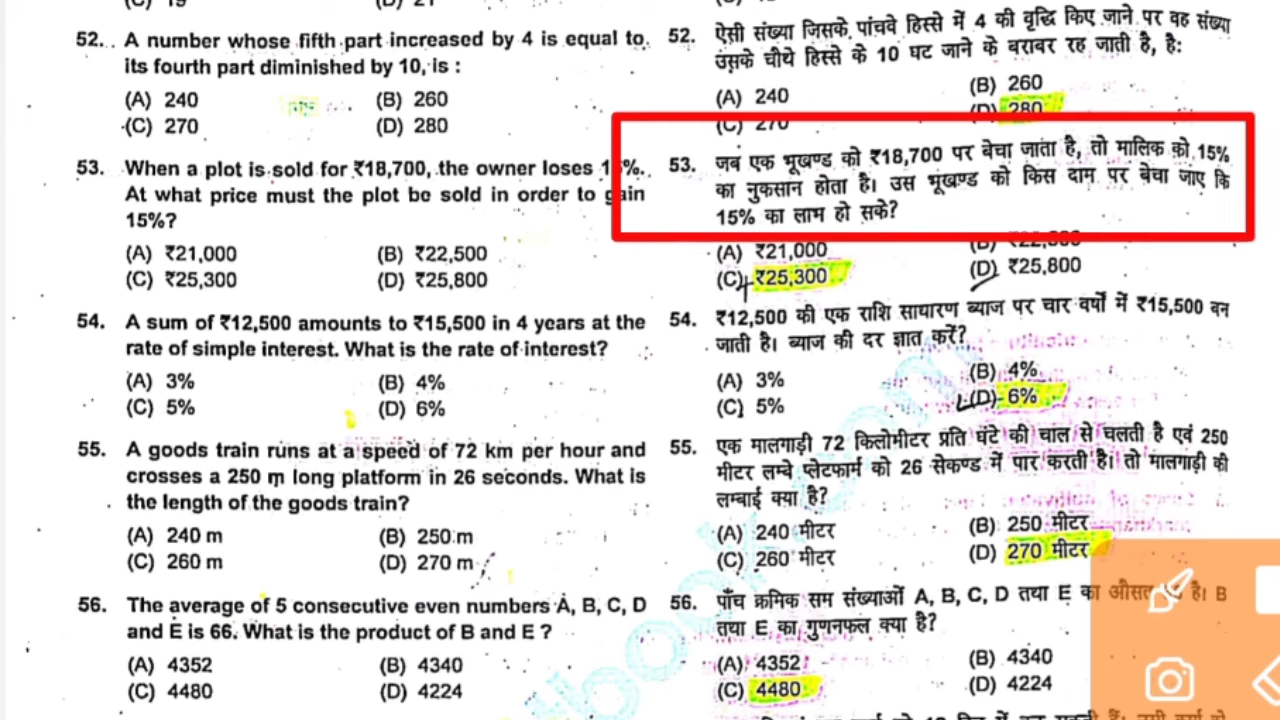 (C) 19 (D) 21
52. A number whose fifth part increased by 4 is equal to
its fourth part diminished by 10, is :
(A) 240 (B) 260
(C) 270 (D) 280
53. When a plot is sold for ₹18,700, the owner loses 1 %.
At what price must the plot be sold in order to gain
15%?
(A) ₹21,000 (B) ₹22,500
(C) ₹25,300 (D) ₹25,800
54. A sum of ₹12,500 amounts to ₹15,500 in 4 years at the
rate of simple interest. What is the rate of interest?
(A) 3% (B) 4%
(C) 5% (D) 6%
55. A goods train runs at a speed of 72 km per hour and
crosses a 250 m long platform in 26 seconds. What is
the length of the goods train?
(A) 240 m (B) 250 m
(C) 260 m (D) 270 m
56. The average of 5 consecutive even numbers A, B, C, D
and E is 66. What is the product of B and E ?
(A) 4352 (B) 4340
(C) 4480 (D) 4224
52. ऐसी संख्या जिसके पांचवे हिस्से में 4 की वृद्धि किए जाने पर वह संख्या
उसके चौथे हिस्से के 10 घट जाने के बराबर रह जाती है, है:
(A) 240 (B) 260
(C) 270 (D) 280
53. जब एक भूखण्ड को ₹18,700 पर बेचा जाता है, तो मालिक को 15%
का नुकसान होता है। उस भूखण्ड को किस दाम पर बेचा जाए कि
15% का लाभ हो सके?
(A) ₹21,000 (B) ₹22,500
(C) ₹25,300 (D) ₹25,800
54. ₹12,500 की एक राशि साधारण ब्याज पर चार वर्षों में ₹15,500 बन
जाती है। ब्याज की दर ज्ञात करें?
(A) 3% (B) 4%
(C) 5% (D) 6%
55. एक मालगाड़ी 72 किलोमीटर प्रति घंटे की चाल से चलती है एवं 250
मीटर लम्बे प्लेटफार्म को 26 सेकण्ड में पार करती है। तो मालगाड़ी की
लम्बाई क्या है?
(A) 240 मीटर (B) 250 मीटर
(C) 260 मीटर (D) 270 मीटर
56. पाँच क्रमिक सम संख्याओं A, B, C, D तथा E का औसत है। B
तथा E का गुणनफल क्या है?
(A) 4352 (B) 4340
(C) 4480 (D) 4224